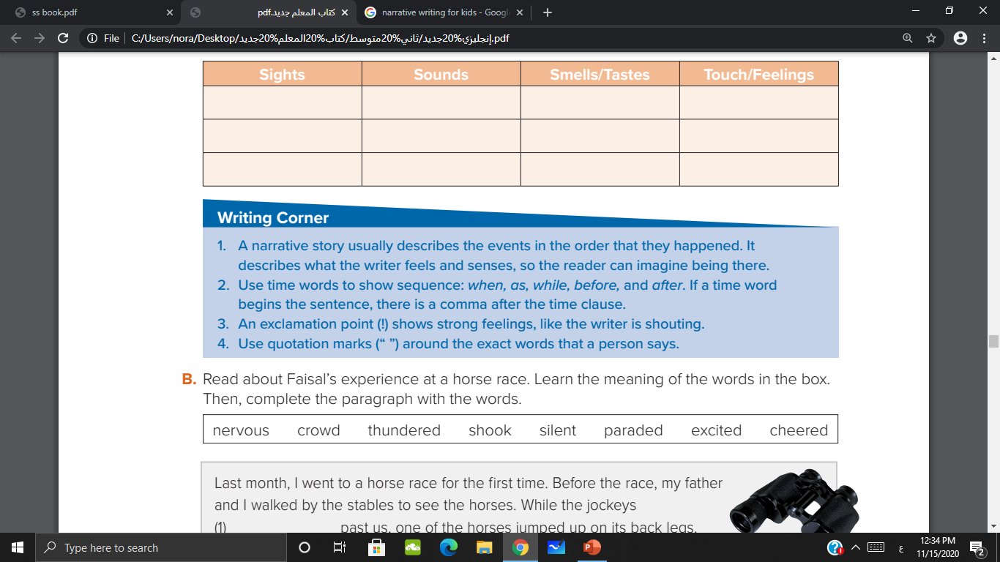 ss book.pdf
كتاب المعلم جديد.pdf
narrative writing for kids - Googl
File
C:/Users/nora/Desktop/إنجليزي%20جديد/ثاني%20متوسط/كتاب%20المعلم%20جديد.pdf
Sights Sounds Smells/Tastes Touch/Feelings
Writing Corner
1. A narrative story usually describes the events in the order that they happened. It
describes what the writer feels and senses, so the reader can imagine being there.
2. Use time words to show sequence: when, as, while, before, and after. If a time word
begins the sentence, there is a comma after the time clause.
3. An exclamation point (!) shows strong feelings, like the writer is shouting.
4. Use quotation marks (“ ”) around the exact words that a person says.
B. Read about Faisal’s experience at a horse race. Learn the meaning of the words in the box.
Then, complete the paragraph with the words.
nervous crowd thundered shook silent paraded excited cheered
Last month, I went to a horse race for the first time. Before the race, my father
and I walked by the stables to see the horses. While the jockeys
(1) past us, one of the horses jumped up on its back legs.
Type here to search
ع
12:34 PM
11/15/2020
2